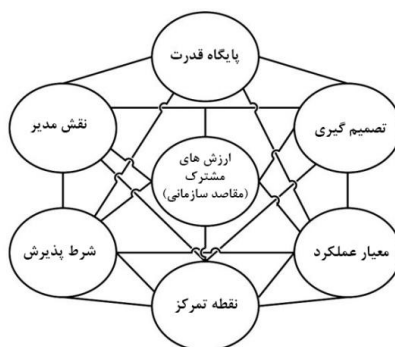 پایگاه قدرت
تصمیم گیری
نقش مدیر
ارزش های
مشترک
(مقاصد سازمانی)
معیار عملکرد
شرط پذیرش
نقطه تمرکز